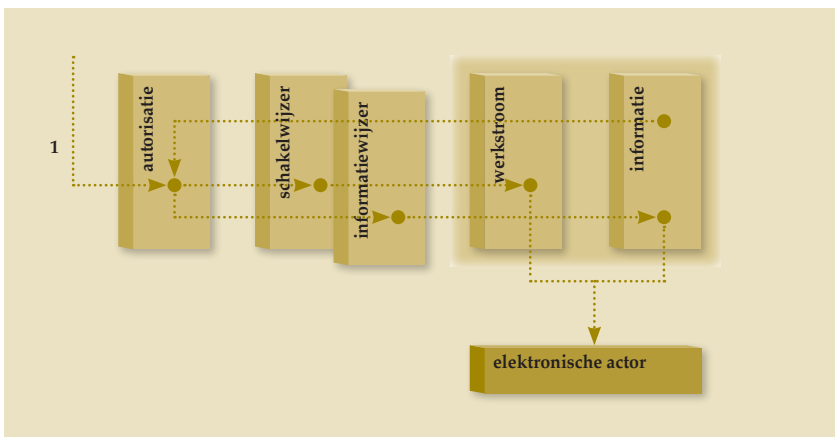 1
autorisatie
schakelwijzer
informatiewijzer
werkstroom
informatie
elektronische actor